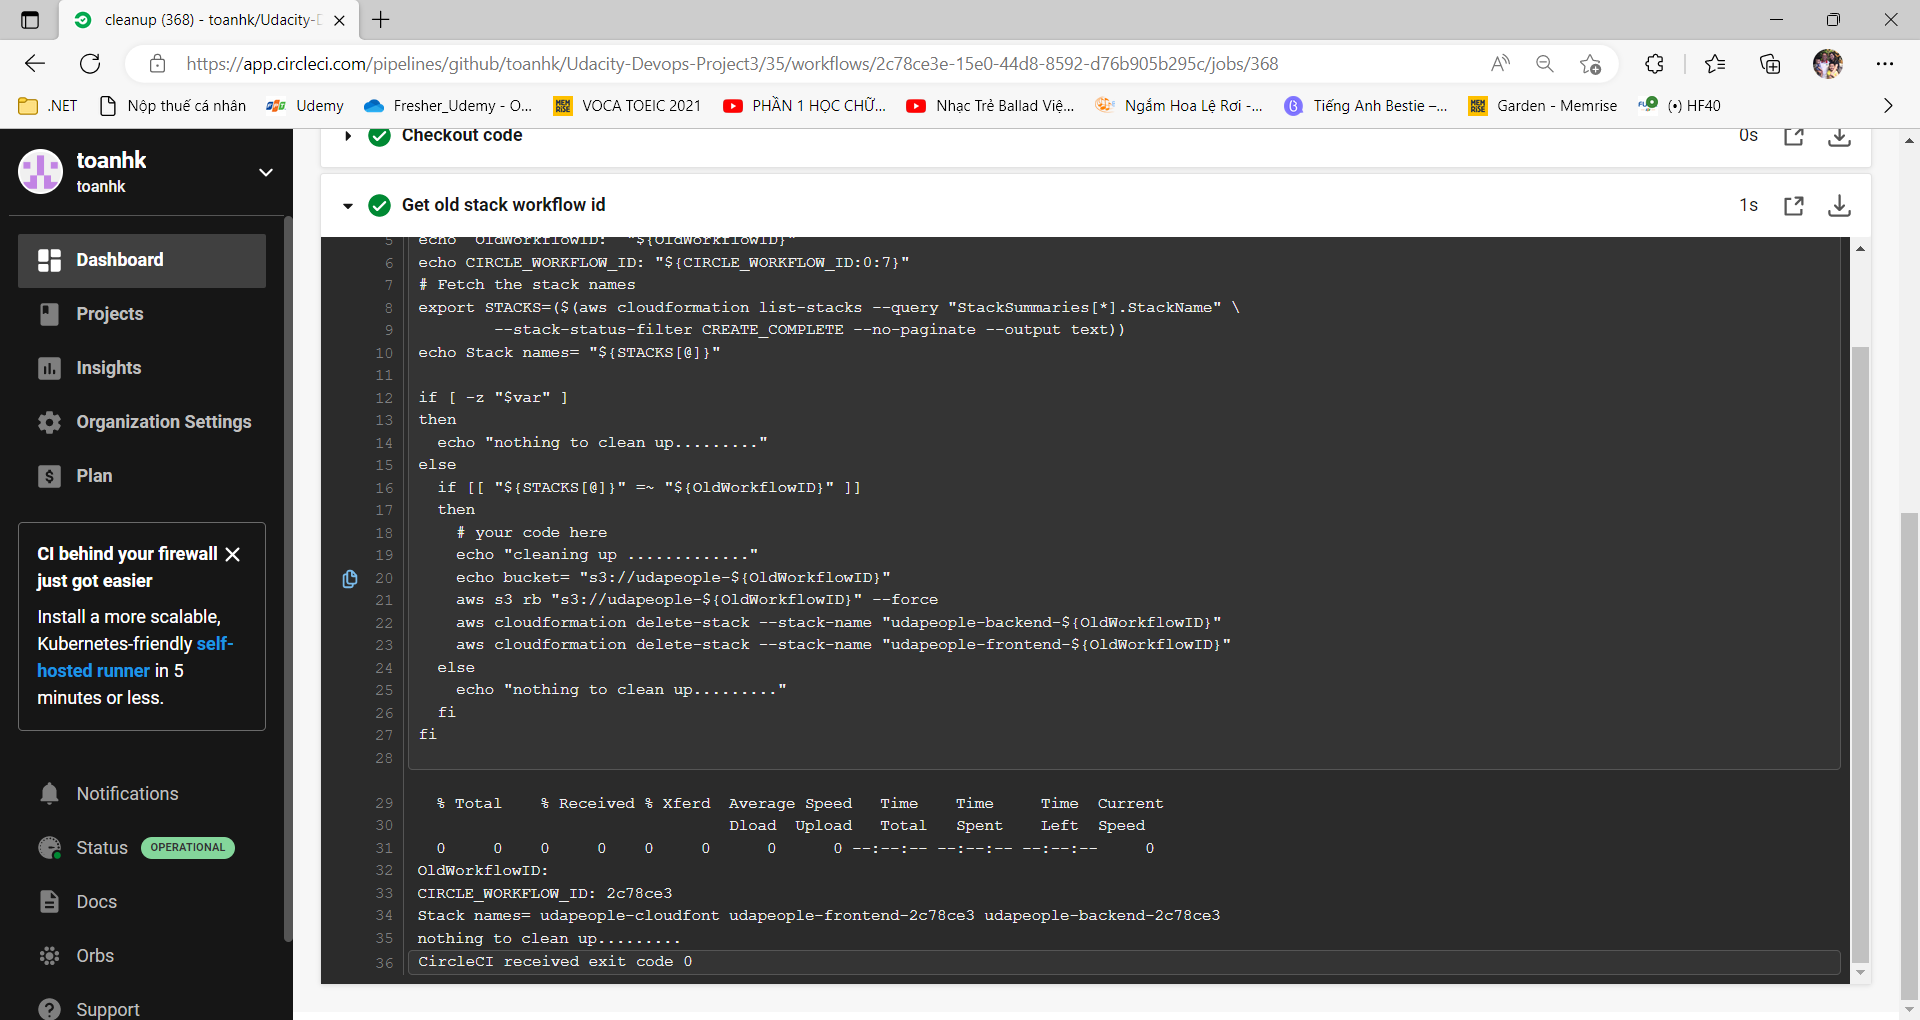 cleanup (368) - toanhk/Udacity-D
https://app.circleci.com/pipelines/github/toanhk/Udacity-Devops-Project3/35/workflows/2c78ce3e-15e0-44d8-8592-d76b905b295c/jobs/368
.NET Nộp thuế cá nhân Udemy Fresher_Udemy - O... VOCA TOEIC 2021 PHẦN 1 HỌC CHỮ... Nhạc Trẻ Ballad Việ... Ngắm Hoa Lệ Rơi -... Tiếng Anh Bestie –... Garden - Memrise (•) HF40
toanhk
toanhk
Dashboard
Projects
Insights
Organization Settings
Plan
CI behind your firewall
just got easier
Install a more scalable,
Kubernetes-friendly self-
hosted runner in 5
minutes or less.
Notifications
Status OPERATIONAL
Docs
Orbs
Support
Checkout code 0s
Get old stack workflow id 1s
5 echo "OldWorkflowID: " "${OldWorkflowID}"
6 echo CIRCLE_WORKFLOW_ID: "${CIRCLE_WORKFLOW_ID:0:7}"
7 # Fetch the stack names
8 export STACKS=($(aws cloudformation list-stacks --query "StackSummaries[*].StackName" \
9 --stack-status-filter CREATE_COMPLETE --no-paginate --output text))
10 echo Stack names= "${STACKS[@]}"
11
12 if [ -z "$var" ]
13 then
14 echo "nothing to clean up........."
15 else
16 if [[ "${STACKS[@]}" =~ "${OldWorkflowID}" ]]
17 then
18 # your code here
19 echo "cleaning up ............."
20 echo bucket= "s3://udapeople-${OldWorkflowID}"
21 aws s3 rb "s3://udapeople-${OldWorkflowID}" --force
22 aws cloudformation delete-stack --stack-name "udapeople-backend-${OldWorkflowID}"
23 aws cloudformation delete-stack --stack-name "udapeople-frontend-${OldWorkflowID}"
24 else
25 echo "nothing to clean up........."
26 fi
27 fi
28
29 % Total % Received % Xferd Average Speed Time Time Time Current
30 Dload Upload Total Spent Left Speed
31 0 0 0 0 0 0 0 0 --:--:-- --:--:-- --:--:-- 0
32 OldWorkflowID:
33 CIRCLE_WORKFLOW_ID: 2c78ce3
34 Stack names= udapeople-cloudfont udapeople-frontend-2c78ce3 udapeople-backend-2c78ce3
35 nothing to clean up.........
36 CircleCI received exit code 0